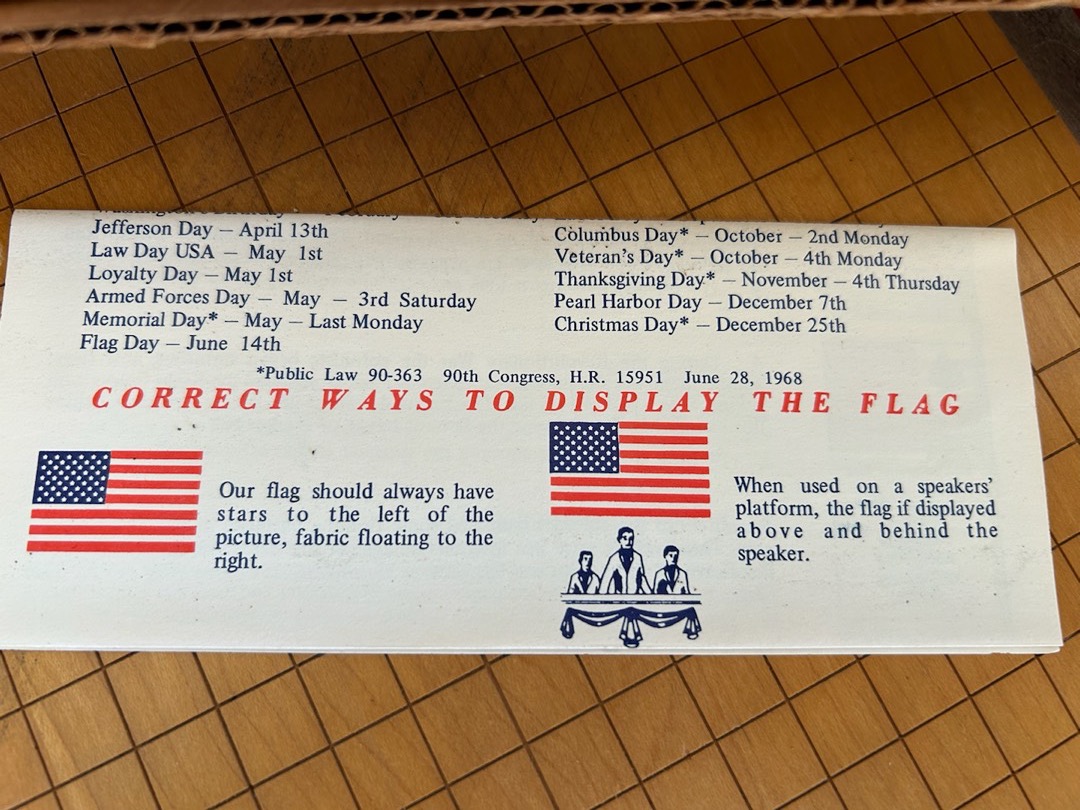 Jefferson Day – April 13th
Law Day USA – May 1st
Loyalty Day – May 1st
Armed Forces Day – May – 3rd Saturday
Memorial Day* – May – Last Monday
Flag Day – June 14th
Columbus Day* – October – 2nd Monday
Veteran's Day* – October – 4th Monday
Thanksgiving Day* – November – 4th Thursday
Pearl Harbor Day – December 7th
Christmas Day* – December 25th
*Public Law 90-363 90th Congress, H.R. 15951 June 28, 1968
CORRECT WAYS TO DISPLAY THE FLAG
Our flag should always have
stars to the left of the
picture, fabric floating to the
right.
When used on a speakers'
platform, the flag if displayed
above and behind the
speaker.